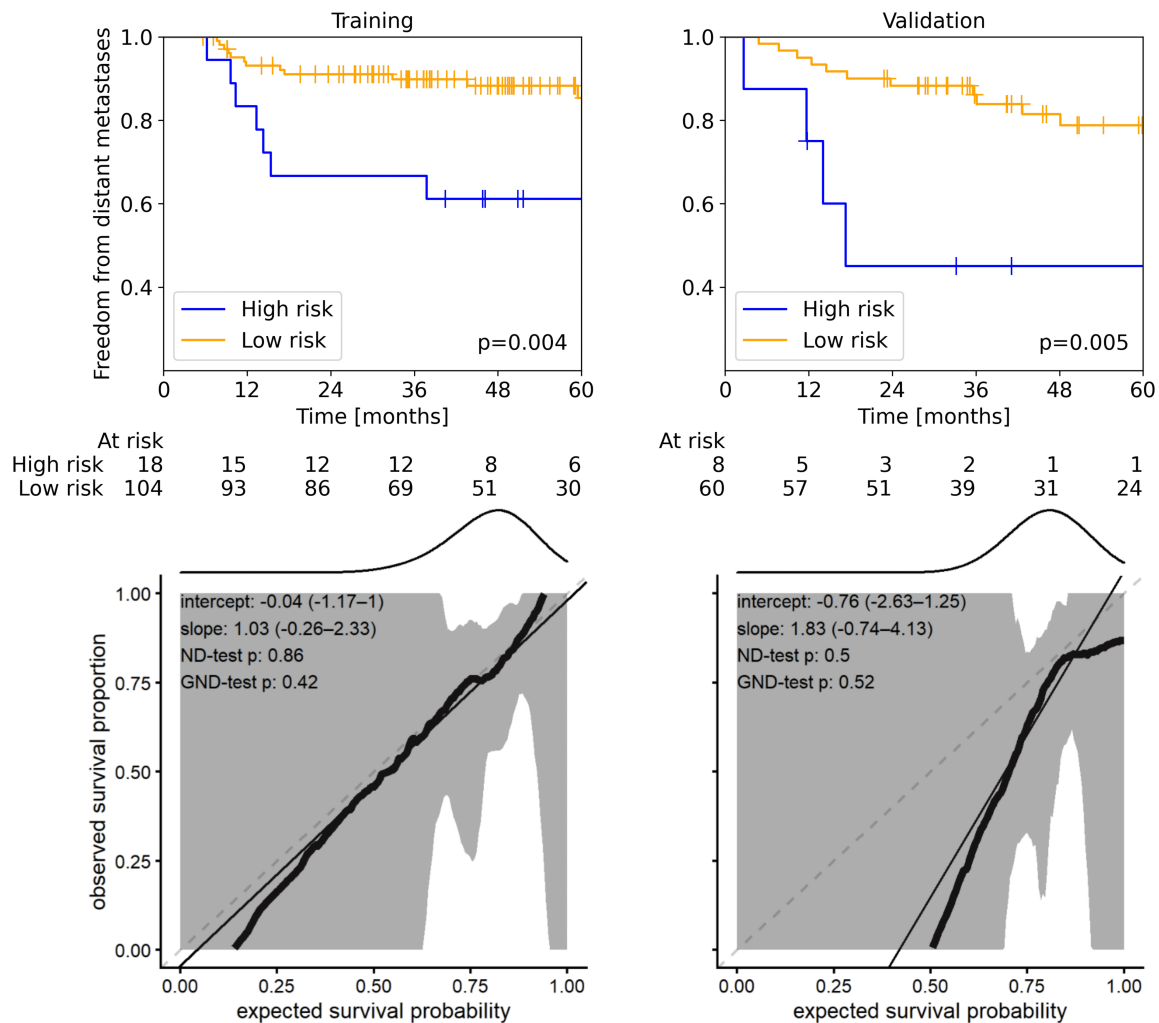 Training
Validation
Freedom from distant metastases
1.0
0.8
0.6
0.4
High risk
Low risk
p=0.004
0 12 24 36 48 60
Time [months]
1.0
0.8
0.6
0.4
High risk
Low risk
p=0.005
0 12 24 36 48 60
Time [months]
At risk
High risk 18 15 12 12 8 6
Low risk 104 93 86 69 51 30
At risk
8 5 3 2 1 1
60 57 51 39 31 24
observed survival proportion
1.00
0.75
0.50
0.25
0.00
intercept: -0.04 (-1.17–1)
slope: 1.03 (-0.26–2.33)
ND-test p: 0.86
GND-test p: 0.42
0.00 0.25 0.50 0.75 1.00
expected survival probability
intercept: -0.76 (-2.63–1.25)
slope: 1.83 (-0.74–4.13)
ND-test p: 0.5
GND-test p: 0.52
0.00 0.25 0.50 0.75 1.00
expected survival probability